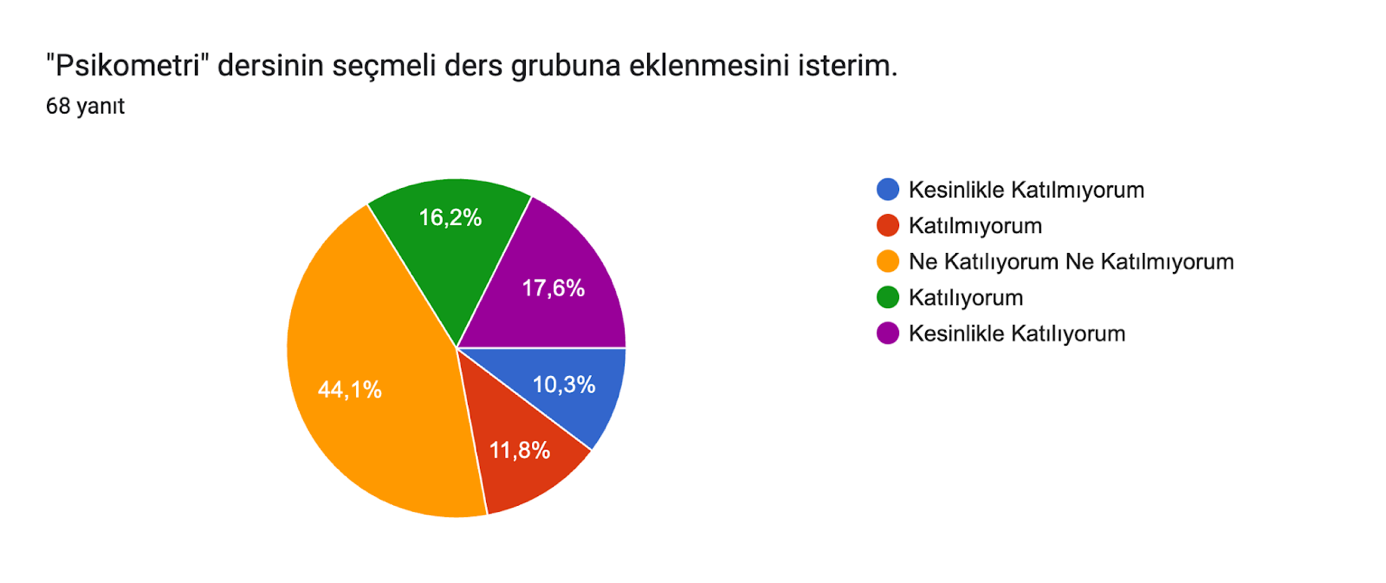 "Psikometri" dersinin seçmeli ders grubuna eklenmesini isterim.
68 yanıt
16,2%
17,6%
44,1%
10,3%
11,8%
Kesinlikle Katılmıyorum
Katılmıyorum
Ne Katılıyorum Ne Katılmıyorum
Katılıyorum
Kesinlikle Katılıyorum